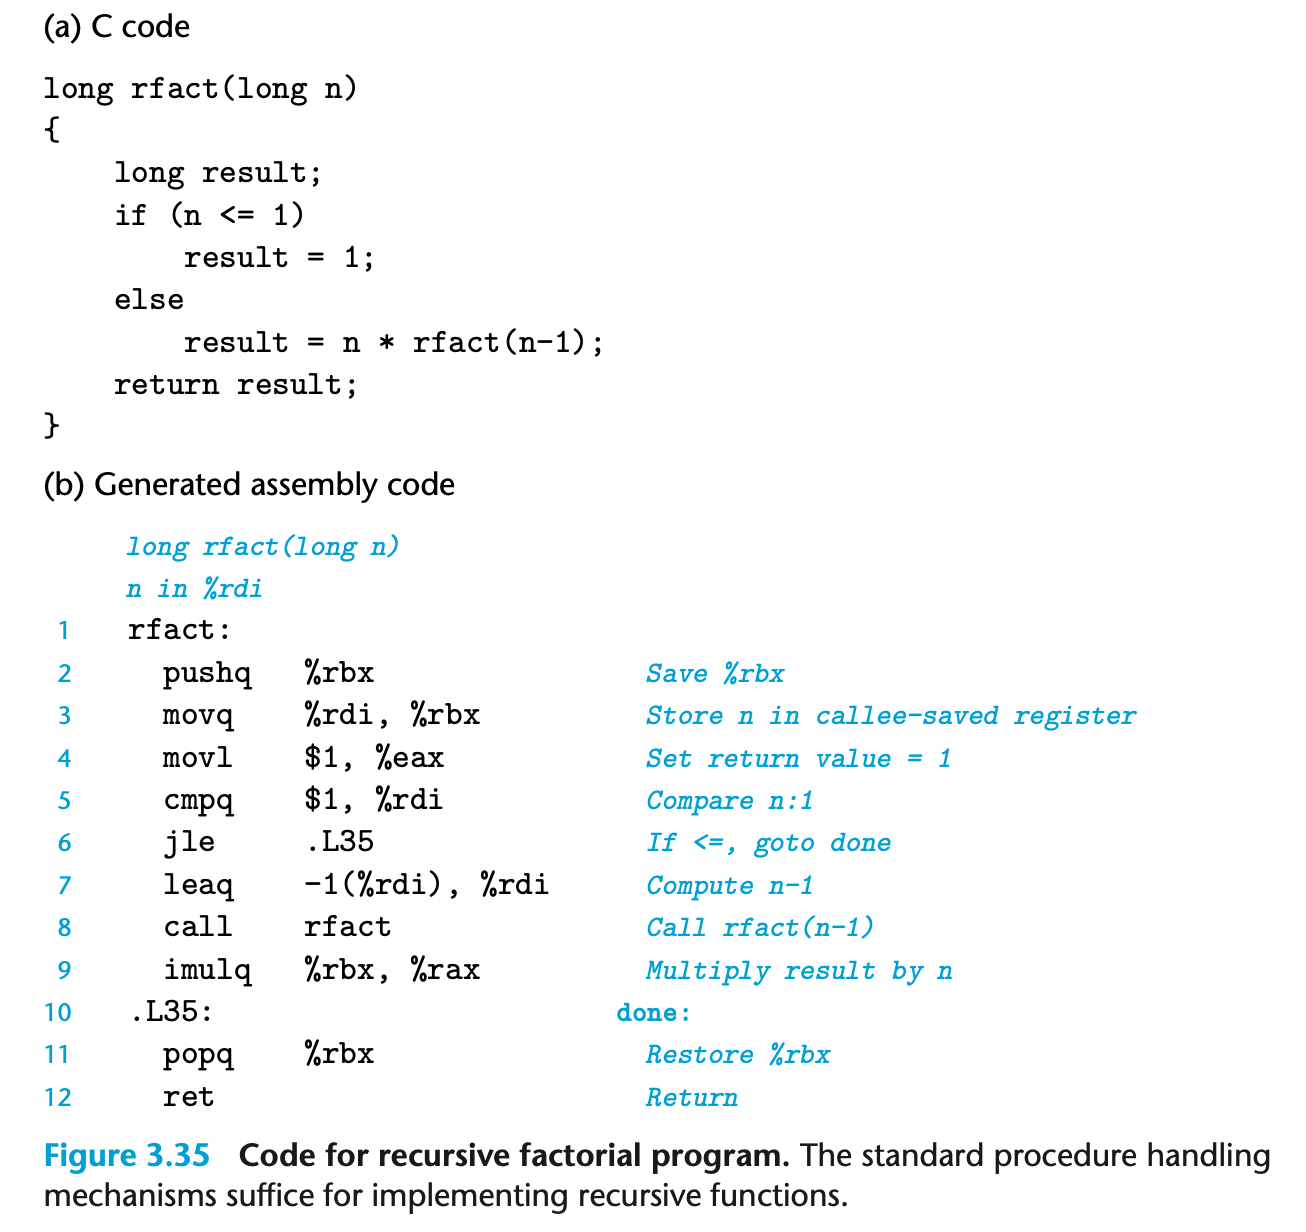 (a) C code
long rfact(long n)
{
    long result;
    if (n <= 1)
        result = 1;
    else
        result = n * rfact(n-1);
    return result;
}
(b) Generated assembly code
long rfact(long n)
n in %rdi
1 rfact:
2 pushq %rbx Save %rbx
3 movq %rdi, %rbx Store n in callee-saved register
4 movl $1, %eax Set return value = 1
5 cmpq $1, %rdi Compare n:1
6 jle .L35 If <=, goto done
7 leaq -1(%rdi), %rdi Compute n-1
8 call rfact Call rfact(n-1)
9 imulq %rbx, %rax Multiply result by n
10 .L35: done:
11 popq %rbx Restore %rbx
12 ret Return
Figure 3.35 Code for recursive factorial program. The standard procedure handling
mechanisms suffice for implementing recursive functions.